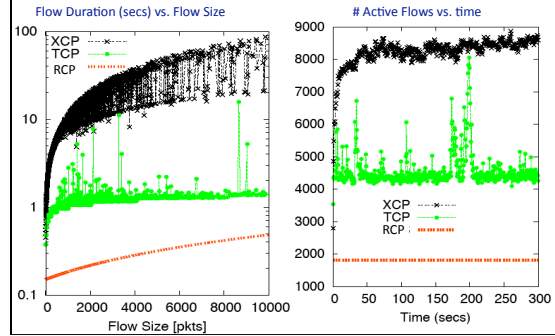 Flow Duration (secs) vs. Flow Size
100
10
1
0.1
XCP
TCP
RCP
0 2000 4000 6000 8000 10000
Flow Size [pkts]
# Active Flows vs. time
9000
8000
7000
6000
5000
4000
3000
2000
1000
XCP
TCP
RCP
0 50 100 150 200 250 300
Time (secs)